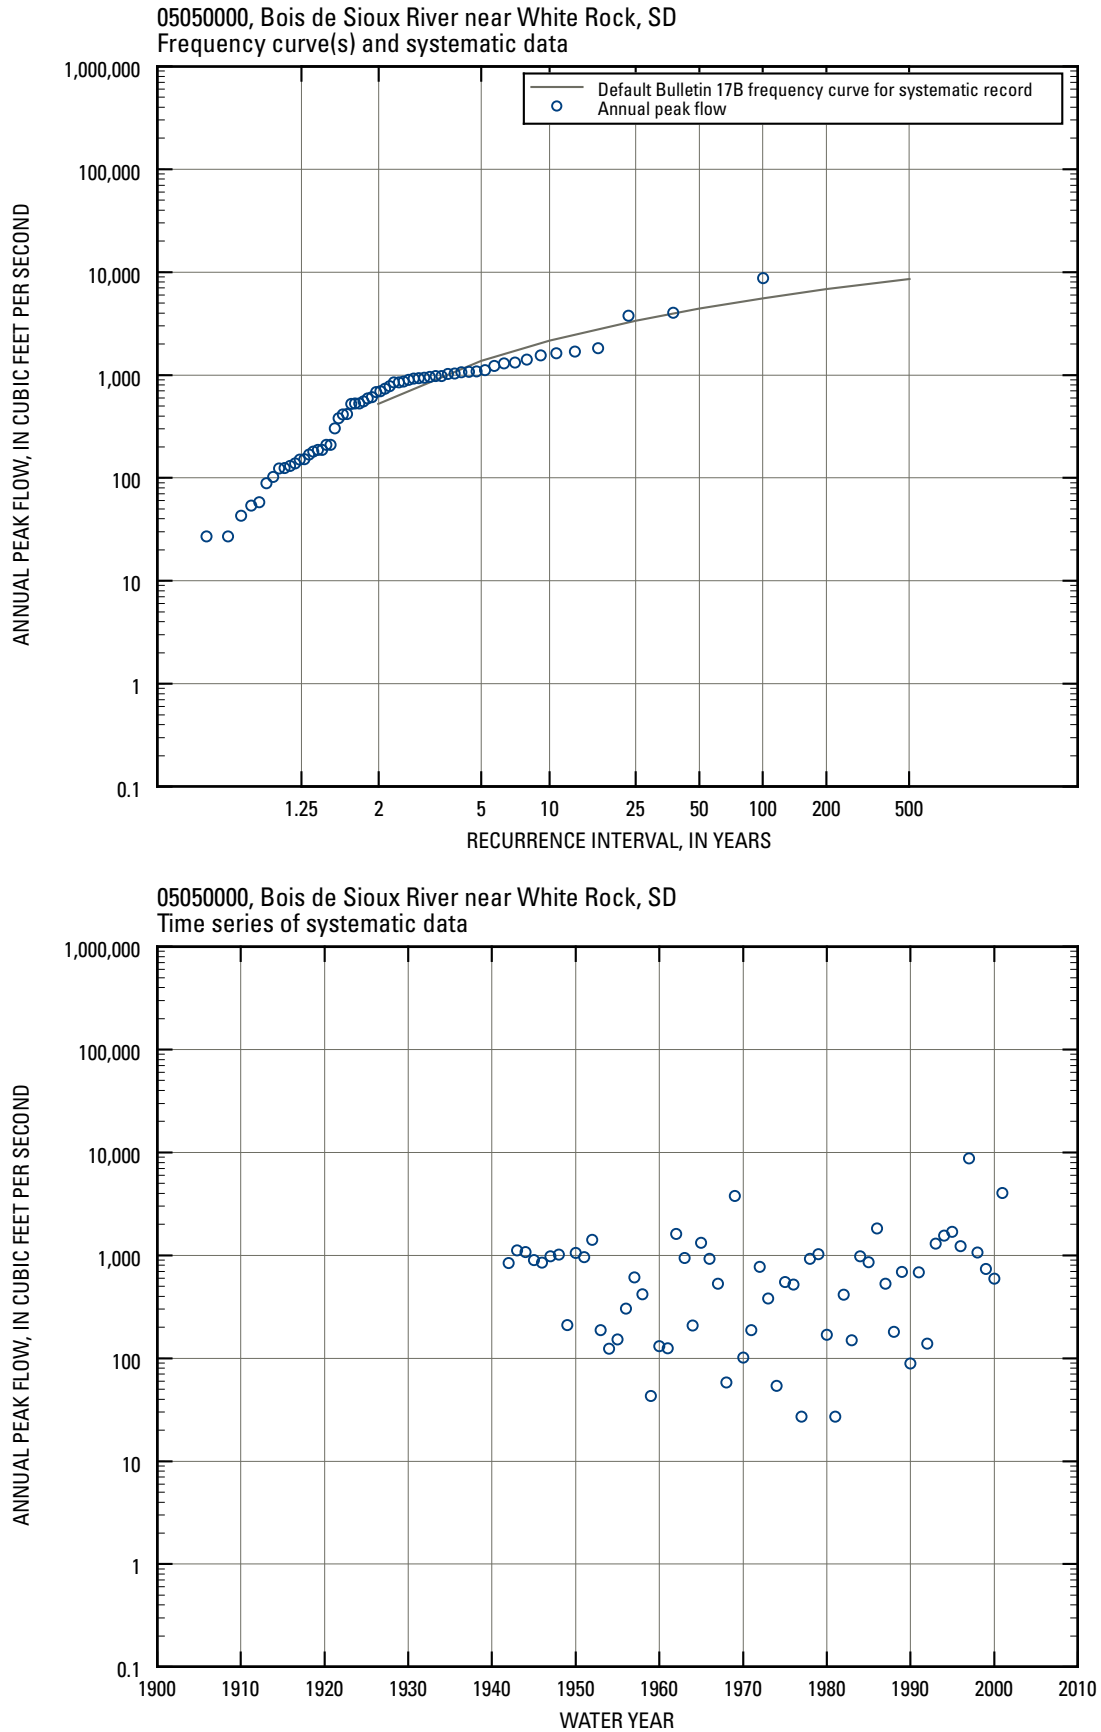 05050000, Bois de Sioux River near White Rock, SD
Frequency curve(s) and systematic data
1,000,000
100,000
10,000
1,000
100
10
1
0.1
ANNUAL PEAK FLOW, IN CUBIC FEET PER SECOND
Default Bulletin 17B frequency curve for systematic record
Annual peak flow
1.25 2 5 10 25 50 100 200 500
RECURRENCE INTERVAL, IN YEARS
05050000, Bois de Sioux River near White Rock, SD
Time series of systematic data
1,000,000
100,000
10,000
1,000
100
10
1
0.1
ANNUAL PEAK FLOW, IN CUBIC FEET PER SECOND
1900 1910 1920 1930 1940 1950 1960 1970 1980 1990 2000 2010
WATER YEAR